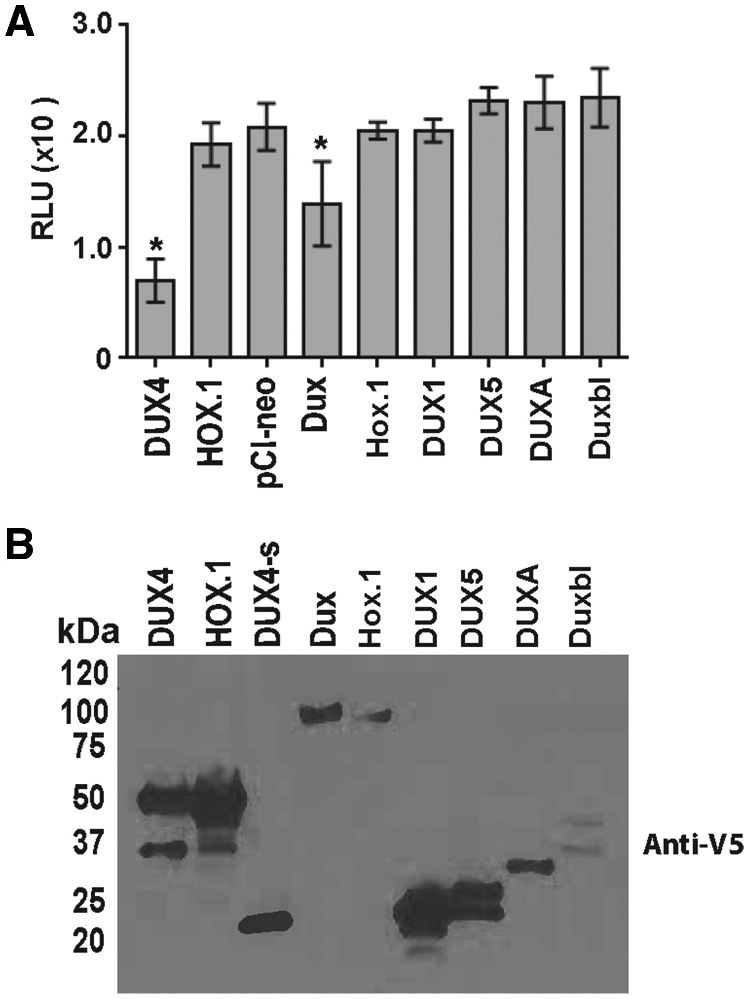 A
3.0
2.0
1.0
0
RLU (x10 )
*
*
DUX4
HOX.1
pCI-neo
Dux
Hox.1
DUX1
DUX5
DUXA
Duxbl
B
kDa
DUX4
HOX.1
DUX4-s
Dux
Hox.1
DUX1
DUX5
DUXA
Duxbl
120
100
75
50
37
25
20
Anti-V5